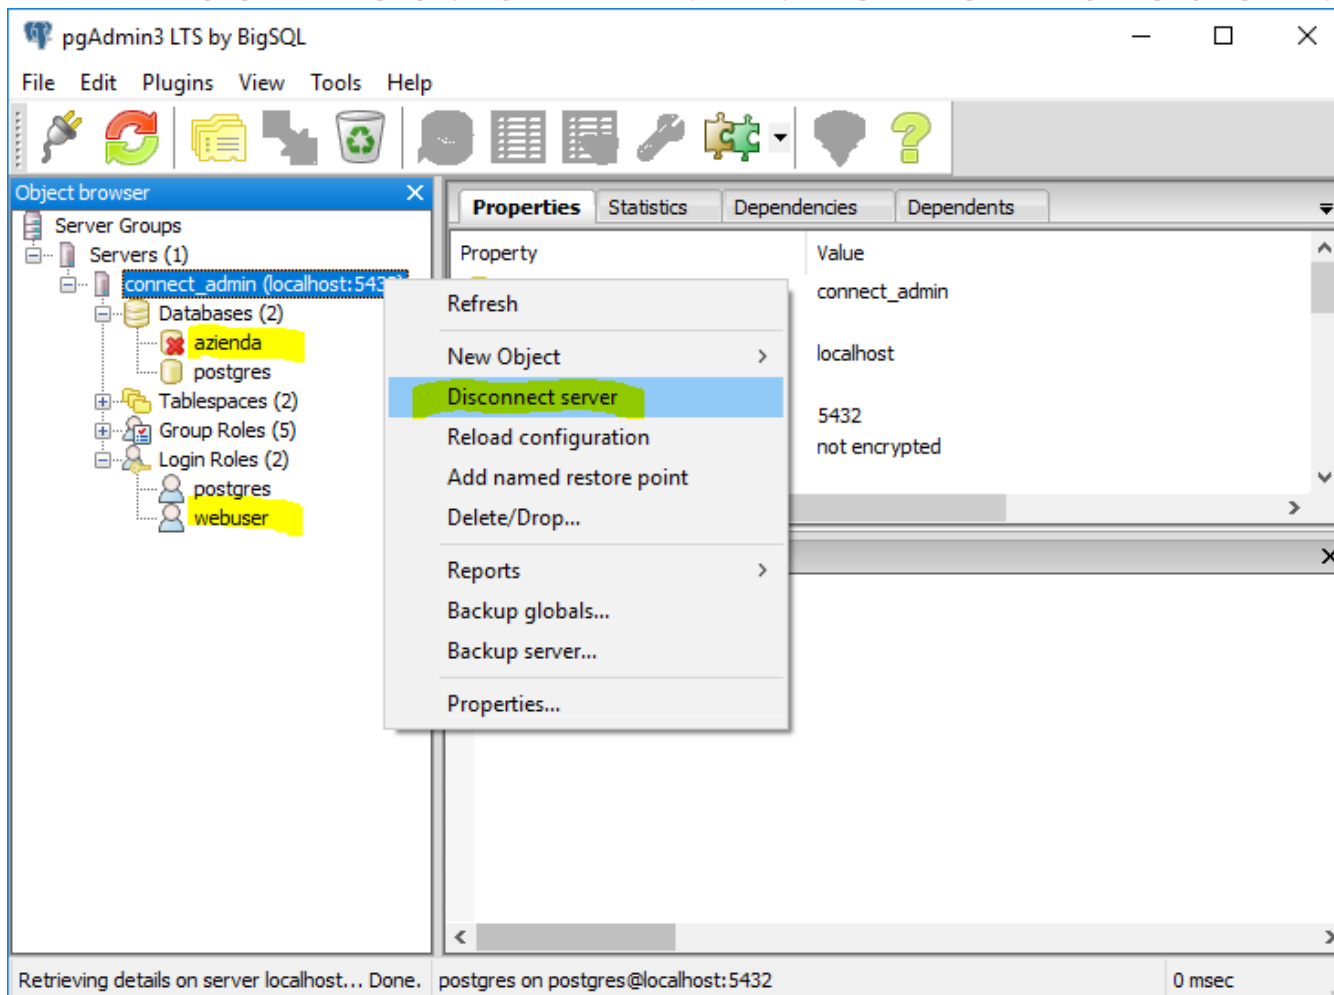 pgAdmin3 LTS by BigSQL
File Edit Plugins View Tools Help
Object browser
Server Groups
Servers (1)
connect_admin (localhost:543
Databases (2)
azienda
postgres
Tablespaces (2)
Group Roles (5)
Login Roles (2)
postgres
webuser
Properties Statistics Dependencies Dependents
Property Value
connect_admin
localhost
5432
not encrypted
Refresh
New Object
Disconnect server
Reload configuration
Add named restore point
Delete/Drop...
Reports
Backup globals...
Backup server...
Properties...
Retrieving details on server localhost... Done. postgres on postgres@localhost:5432 0 msec